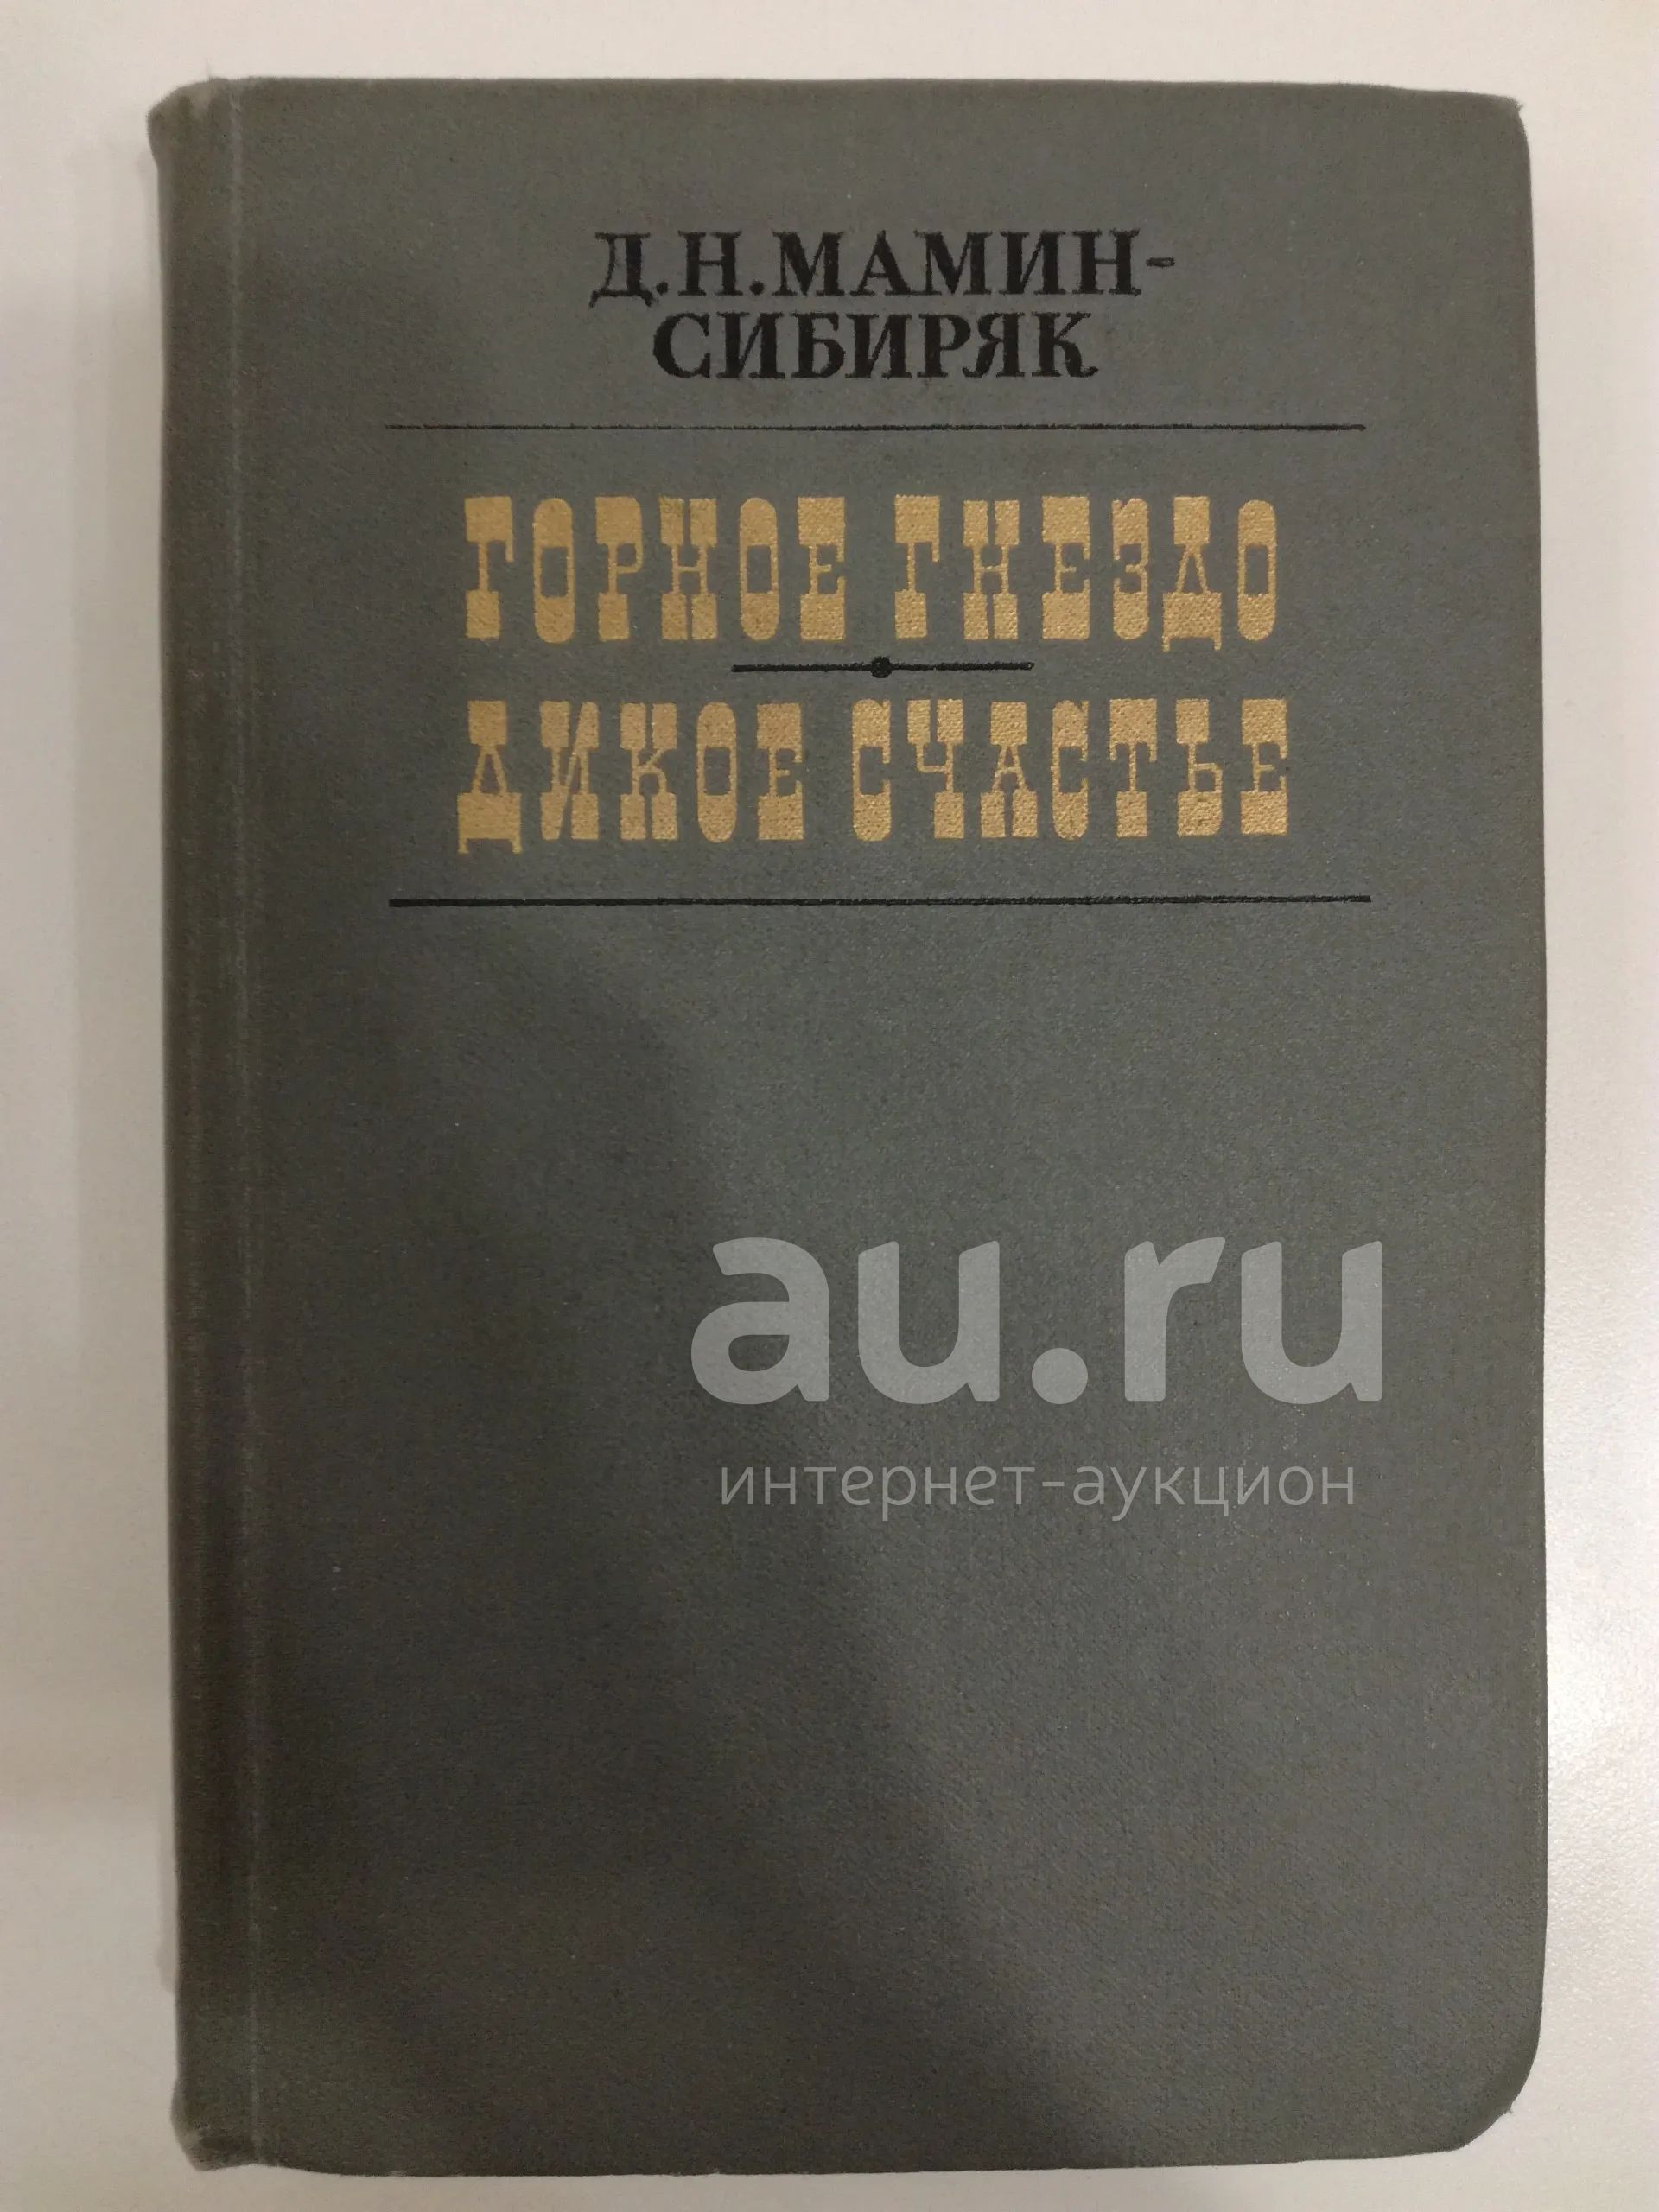 Д.Н.МАМИН-
СИБИРЯК
ГОРНОЕ ГНЕЗДО
ДИКОЕ СЧАСТЬЕ
au.ru
интернет-аукцион